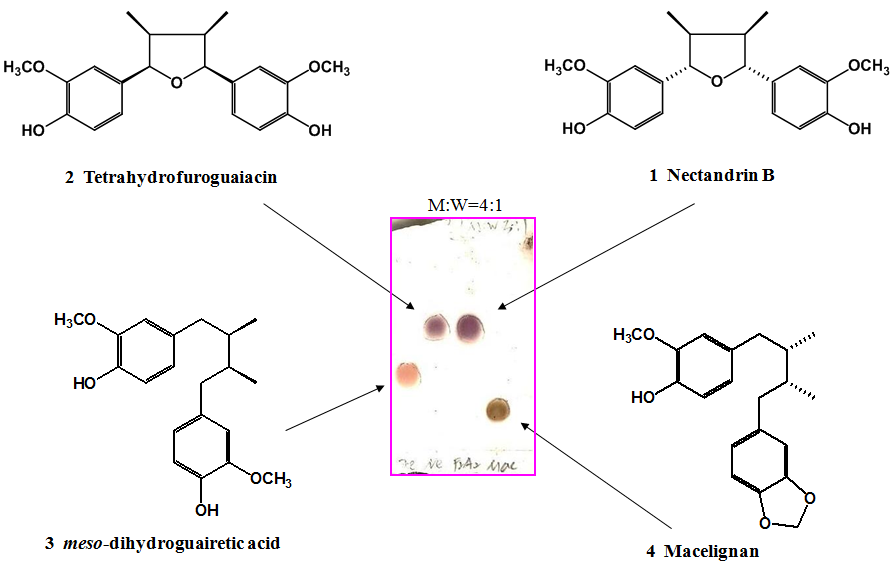 H₃CO
O
OCH₃
HO
OH
2 Tetrahydrofuroguaiacin
H₃CO
O
OCH₃
HO
OH
1 Nectandrin B
M:W=4:1
H₃CO
HO
OCH₃
OH
3 meso-dihydroguairetic acid
H₃CO
HO
O
O
4 Macelignan
Mac